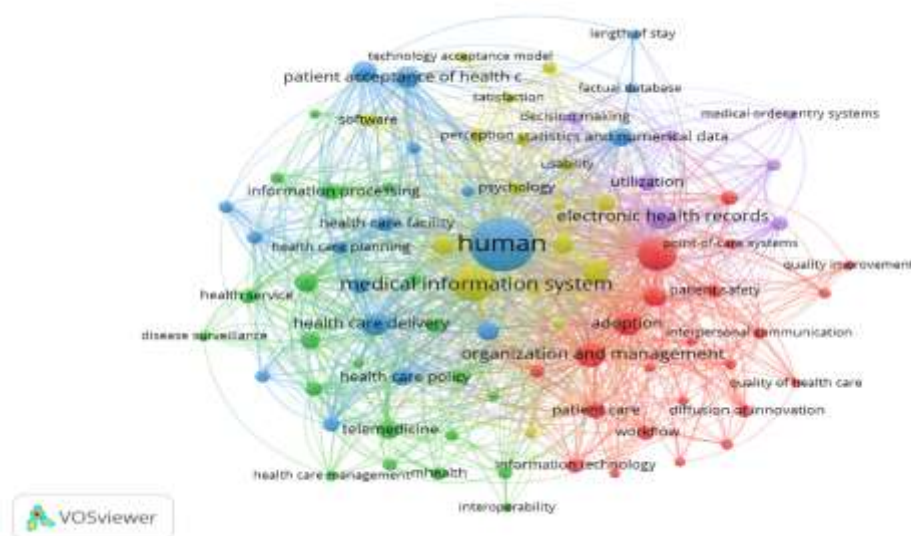 length of stay
technology acceptance model
patient acceptance of health c
factual database
satisfaction
decision making
medical order entry systems
software
perception
statistics and numerical data
usability
information processing
psychology
utilization
health care facility
electronic health records
health care planning
human
point-of-care systems
quality improvement
medical information system
health service
patient safety
disease surveillance
health care delivery
adoption
interpersonal communication
organization and management
health care policy
quality of health care
patient care
diffusion of innovation
telemedicine
workflow
health care management
mhealth
information technology
interoperability
VOSviewer